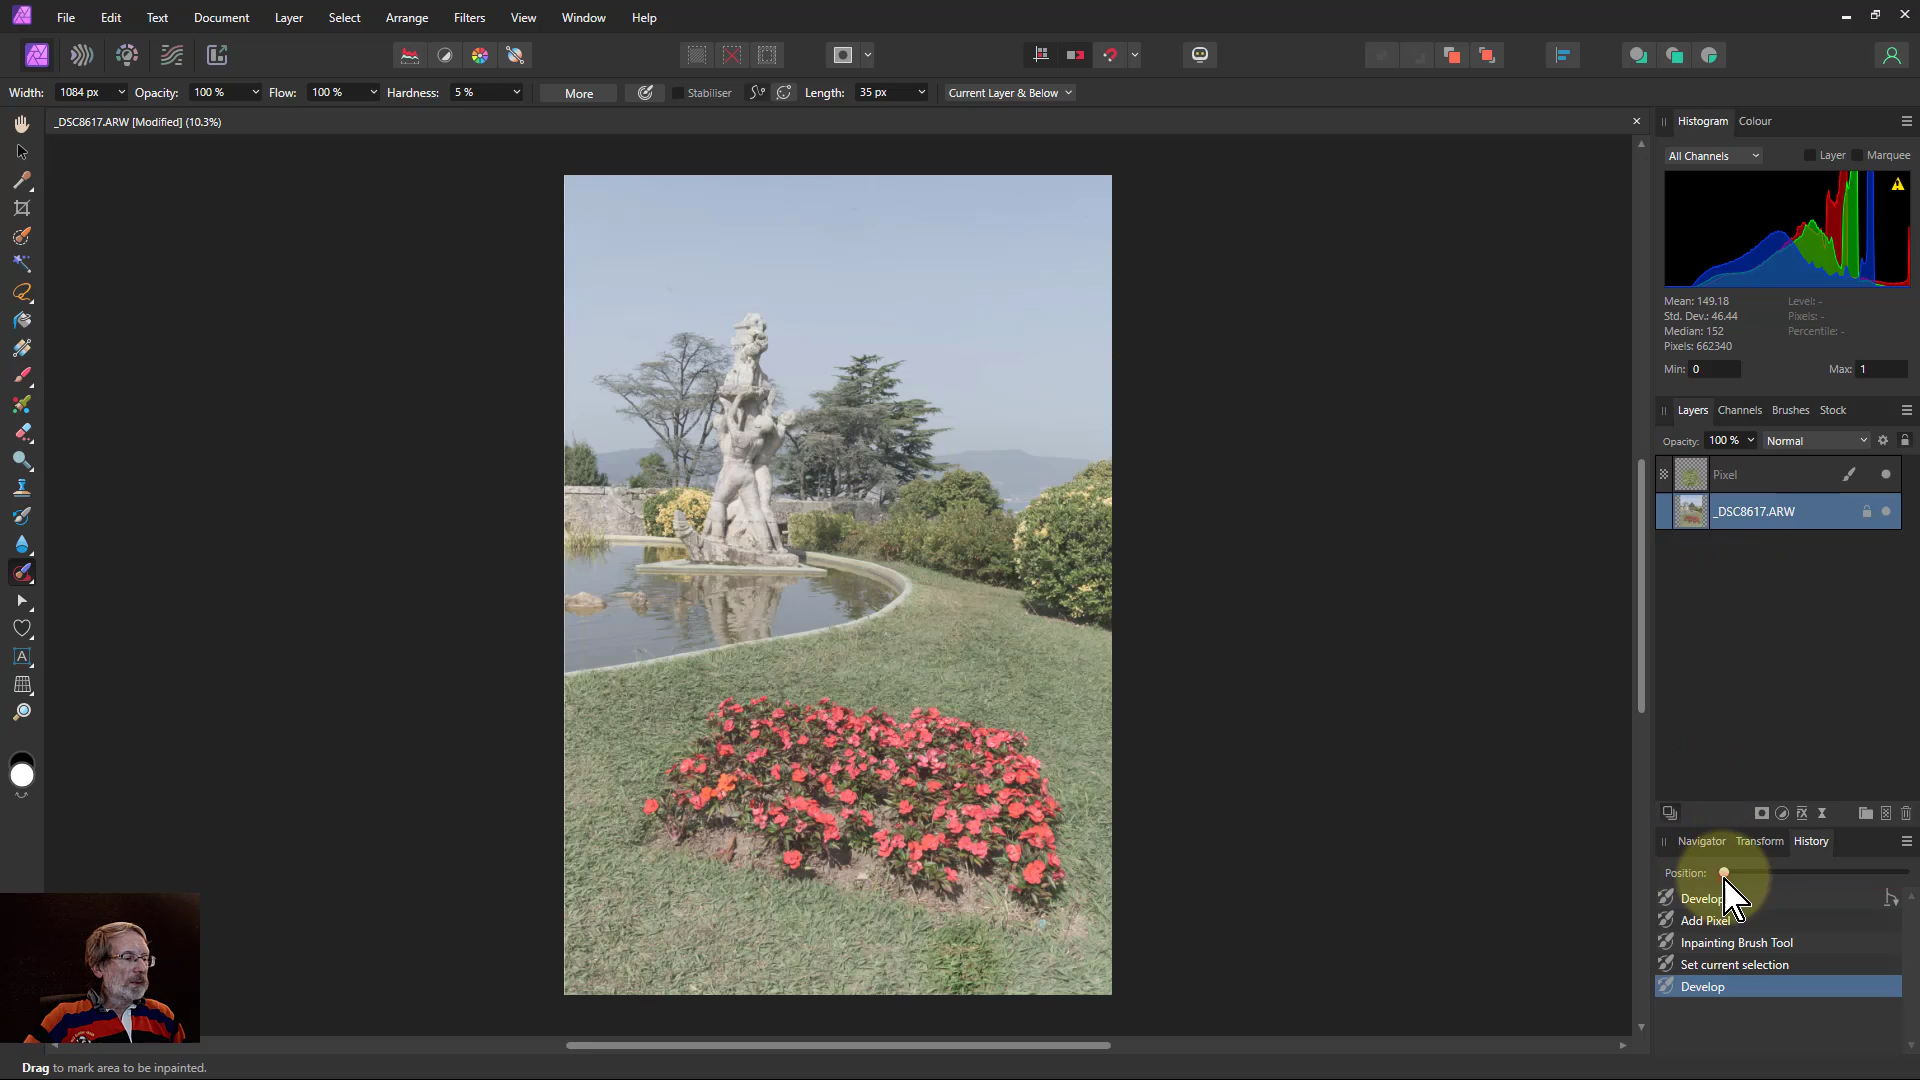 File Edit Text Document Layer Select Arrange Filters View Window Help
Width: 1084 px Opacity: 100 % Flow: 100 % Hardness: 5 % More Stabiliser Length: 35 px Current Layer & Below
_DSC8617.ARW [Modified] (10.3%)
Histogram Colour
All Channels Layer Marquee
Mean: 149.18 Level: -
Std. Dev.: 46.44 Pixels: -
Median: 152 Percentile: -
Pixels: 662340
Min: 0 Max: 1
Layers Channels Brushes Stock
Opacity: 100 % Normal
Pixel
_DSC8617.ARW
Navigator Transform History
Position:
Develop
Add Pixel
Inpainting Brush Tool
Set current selection
Develop
Drag to mark area to be inpainted.